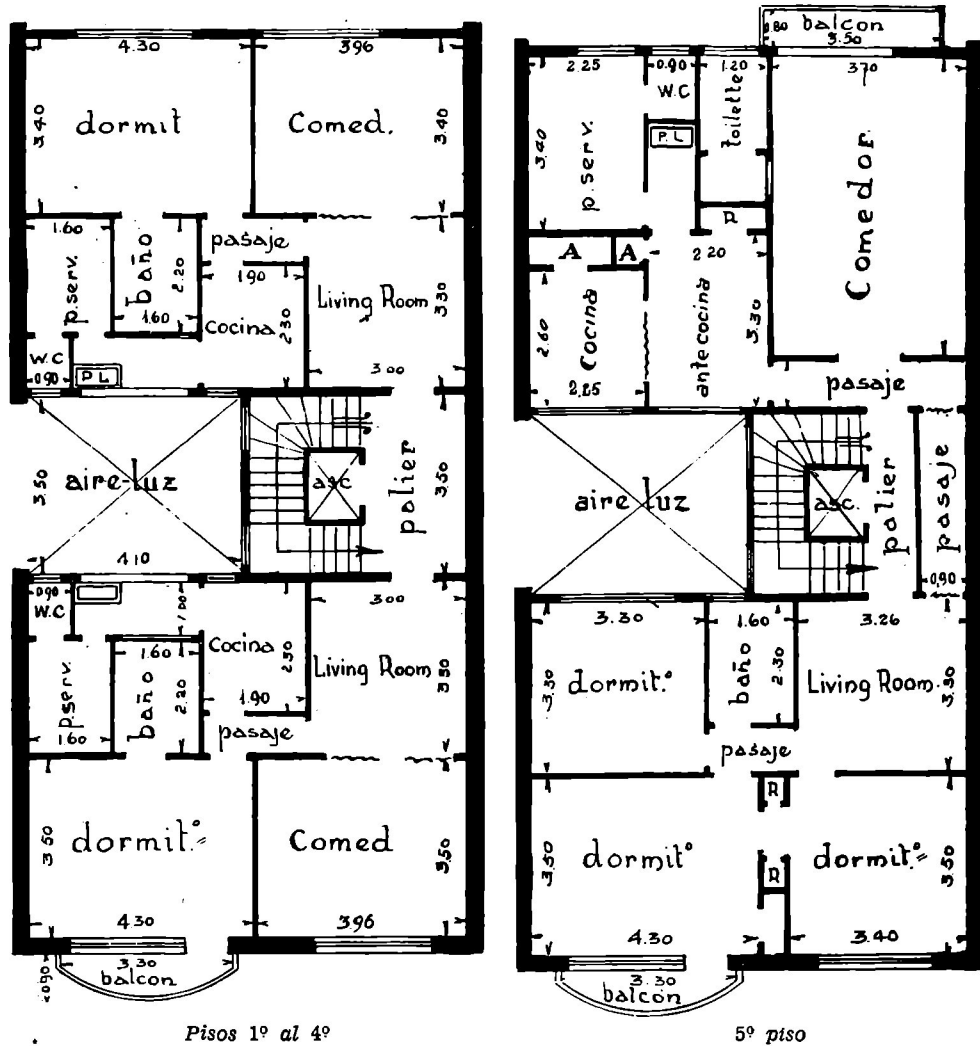 4.30
3.96
3.40
dormit
Comed.
3.40
1.60
pasaje
p.serv.
baño
2.20
1.90
Living Room
3.30
1.60
Cocina
2.30
W.C
0.90
P L
3.00
3.50
aire-luz
asc
palier
3.50
4.10
0.90
W.C
1.00
3.00
Cocina
2.30
1.60
p.serv.
baño
2.20
1.90
Living Room
3.30
1.60
pasaje
3.50
dormit.º
Comed
3.50
4.30
3.96
0.90
3.30
balcon
Pisos 1º al 4º
0.80
balcon
3.50
2.25
0.90
1.20
3.70
W.C
3.40
p.serv.
P.L
toilette
Comedor
R
A
A
2.20
2.60
Cocina
antecocina
3.30
2.25
pasaje
aire luz
asc.
palier
pasaje
0.90
3.30
1.60
3.26
3.30
dormit.º
baño
2.30
Living Room.
3.30
pasaje
R
3.50
dormitº
dormit.º
3.50
R
4.30
3.40
3.30
balcon
5º piso